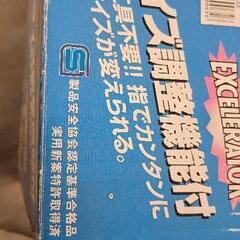 イズ調整機能付
具不要!! 指でカンタンに
イズが変えられる。
S
製品安全協会認定基準合格品
実用新案特許取得済
EXCELERATION